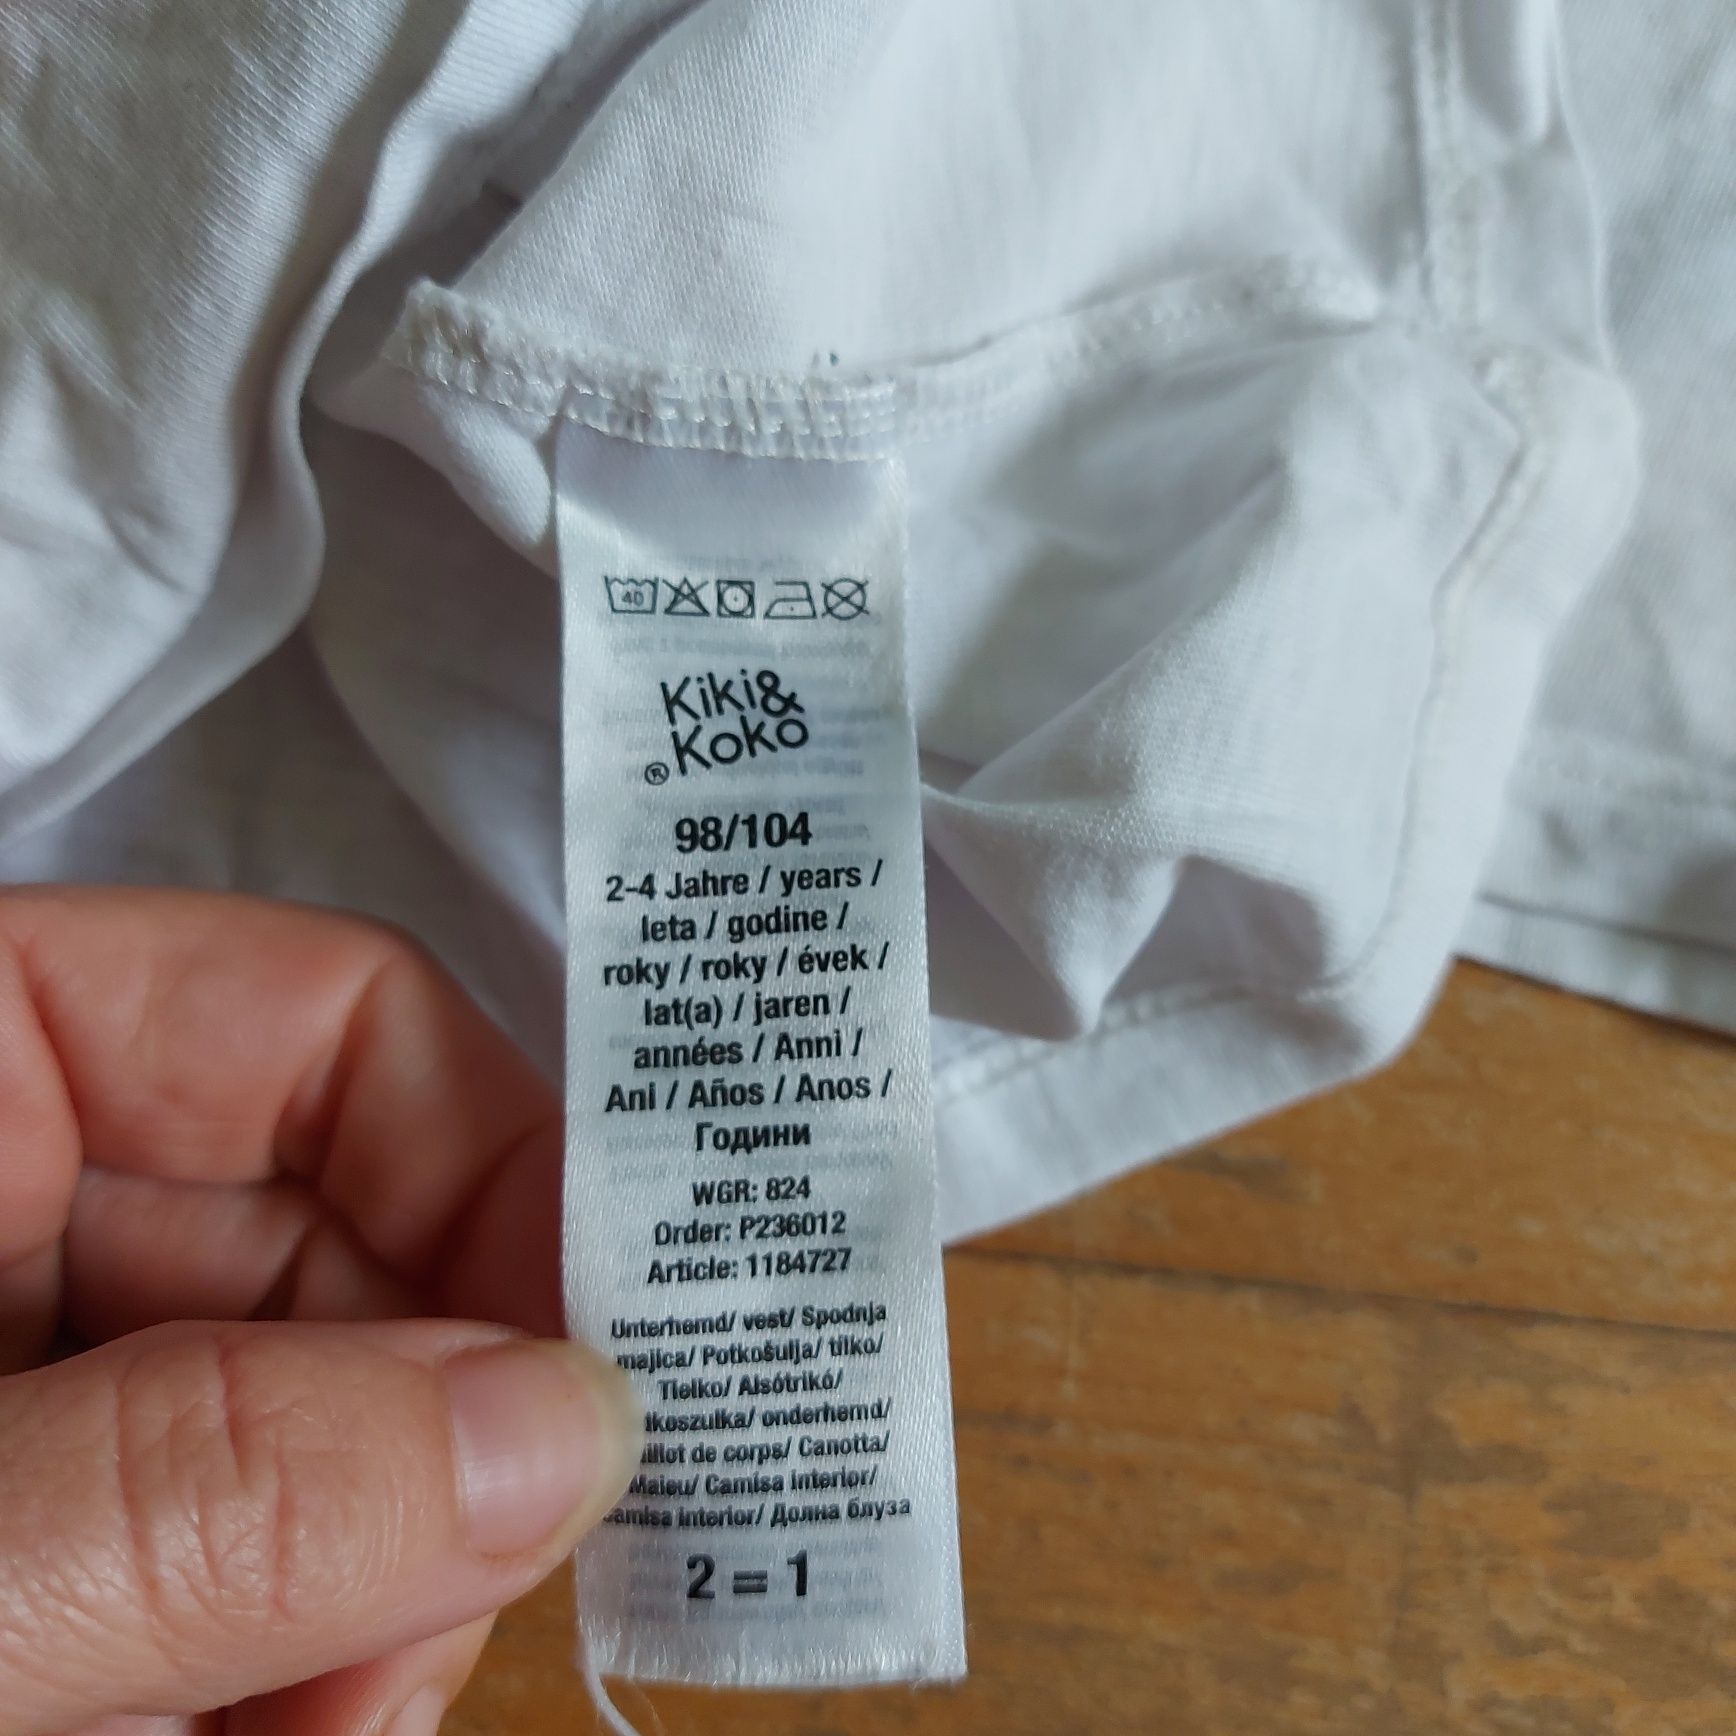 40
Kiki&
Koko
®
98/104
2-4 Jahre / years /
leta / godine /
roky / roky / évek /
lat(a) / jaren /
années / Anni /
Ani / Años / Anos /
Години
WGR: 824
Order: P236012
Article: 1184727
Unterhemd/ vest/ Spodnja
majica/ Potkošulja/ tílko/
Tielko/ Alsótrikó/
onderhemd/
de corps/ Canotta/
Maieu/ Camisa interior/
interior/ Долна блуза
2 = 1